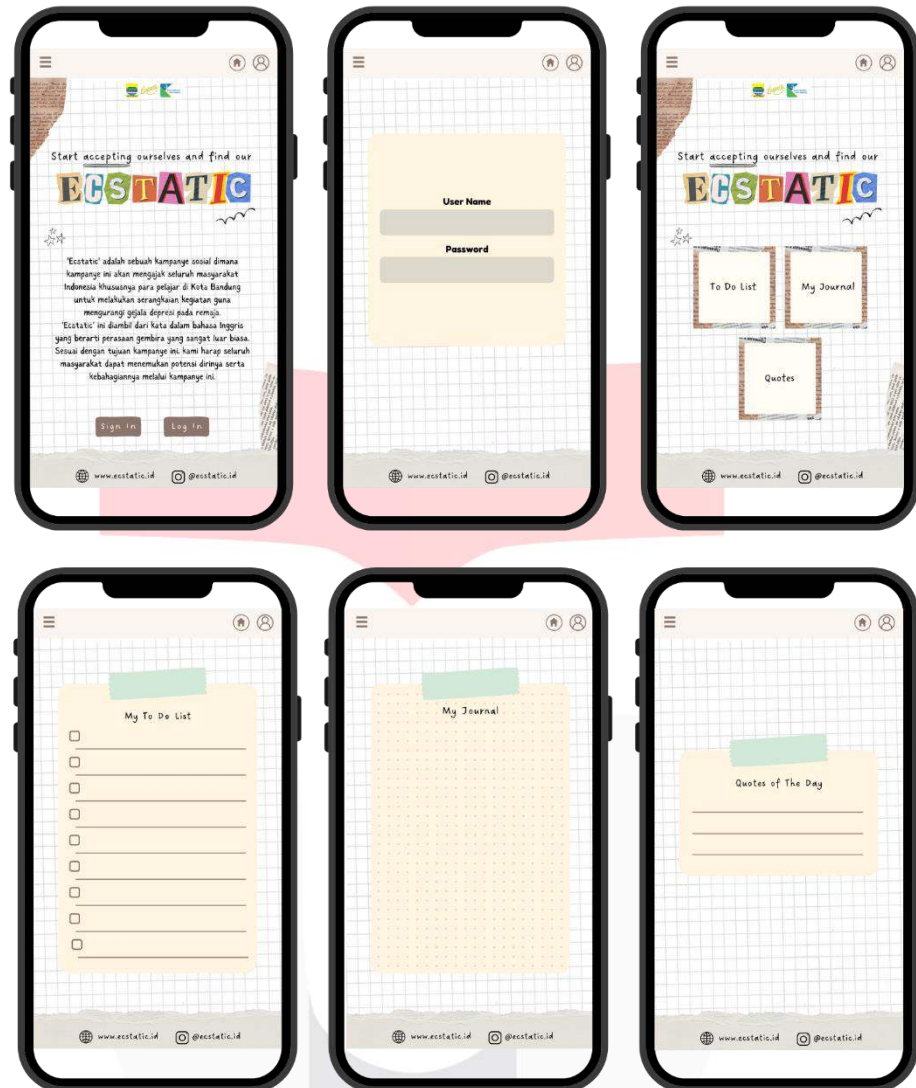 Start accepting ourselves and find our
ECSTATIC
'Ecstatic' adalah sebuah kampanye sosial dimana
kampanye ini akan mengajak seluruh masyarakat
Indonesia khususnya para pelajar di Kota Bandung
untuk melakukan serangkaian kegiatan guna
mengurangi gejala depresi pada remaja.
'Ecstatic' ini diambil dari kata dalam bahasa Inggris
yang berarti perasaan gembira yang sangat luar biasa.
Sesuai dengan tujuan kampanye ini, kami harap seluruh
masyarakat dapat menemukan potensi dirinya serta
kebahagiannya melalui kampanye ini.
Sign In
Log In
www.ecstatic.id @ecstatic.id
User Name
Password
www.ecstatic.id @ecstatic.id
Start accepting ourselves and find our
ECSTATIC
To Do List
My Journal
Quotes
www.ecstatic.id @ecstatic.id
My To Do List
www.ecstatic.id @ecstatic.id
My Journal
www.ecstatic.id @ecstatic.id
Quotes of The Day
www.ecstatic.id @ecstatic.id